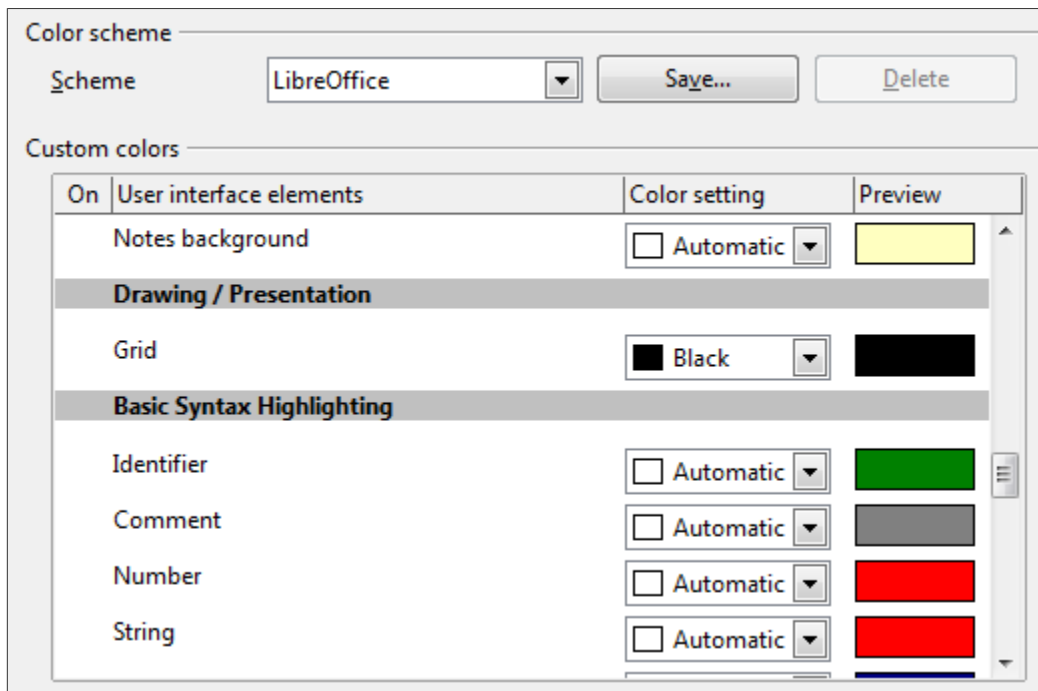 Color scheme
Scheme LibreOffice Save... Delete
Custom colors
On User interface elements Color setting Preview
Notes background Automatic
Drawing / Presentation
Grid Black
Basic Syntax Highlighting
Identifier Automatic
Comment Automatic
Number Automatic
String Automatic